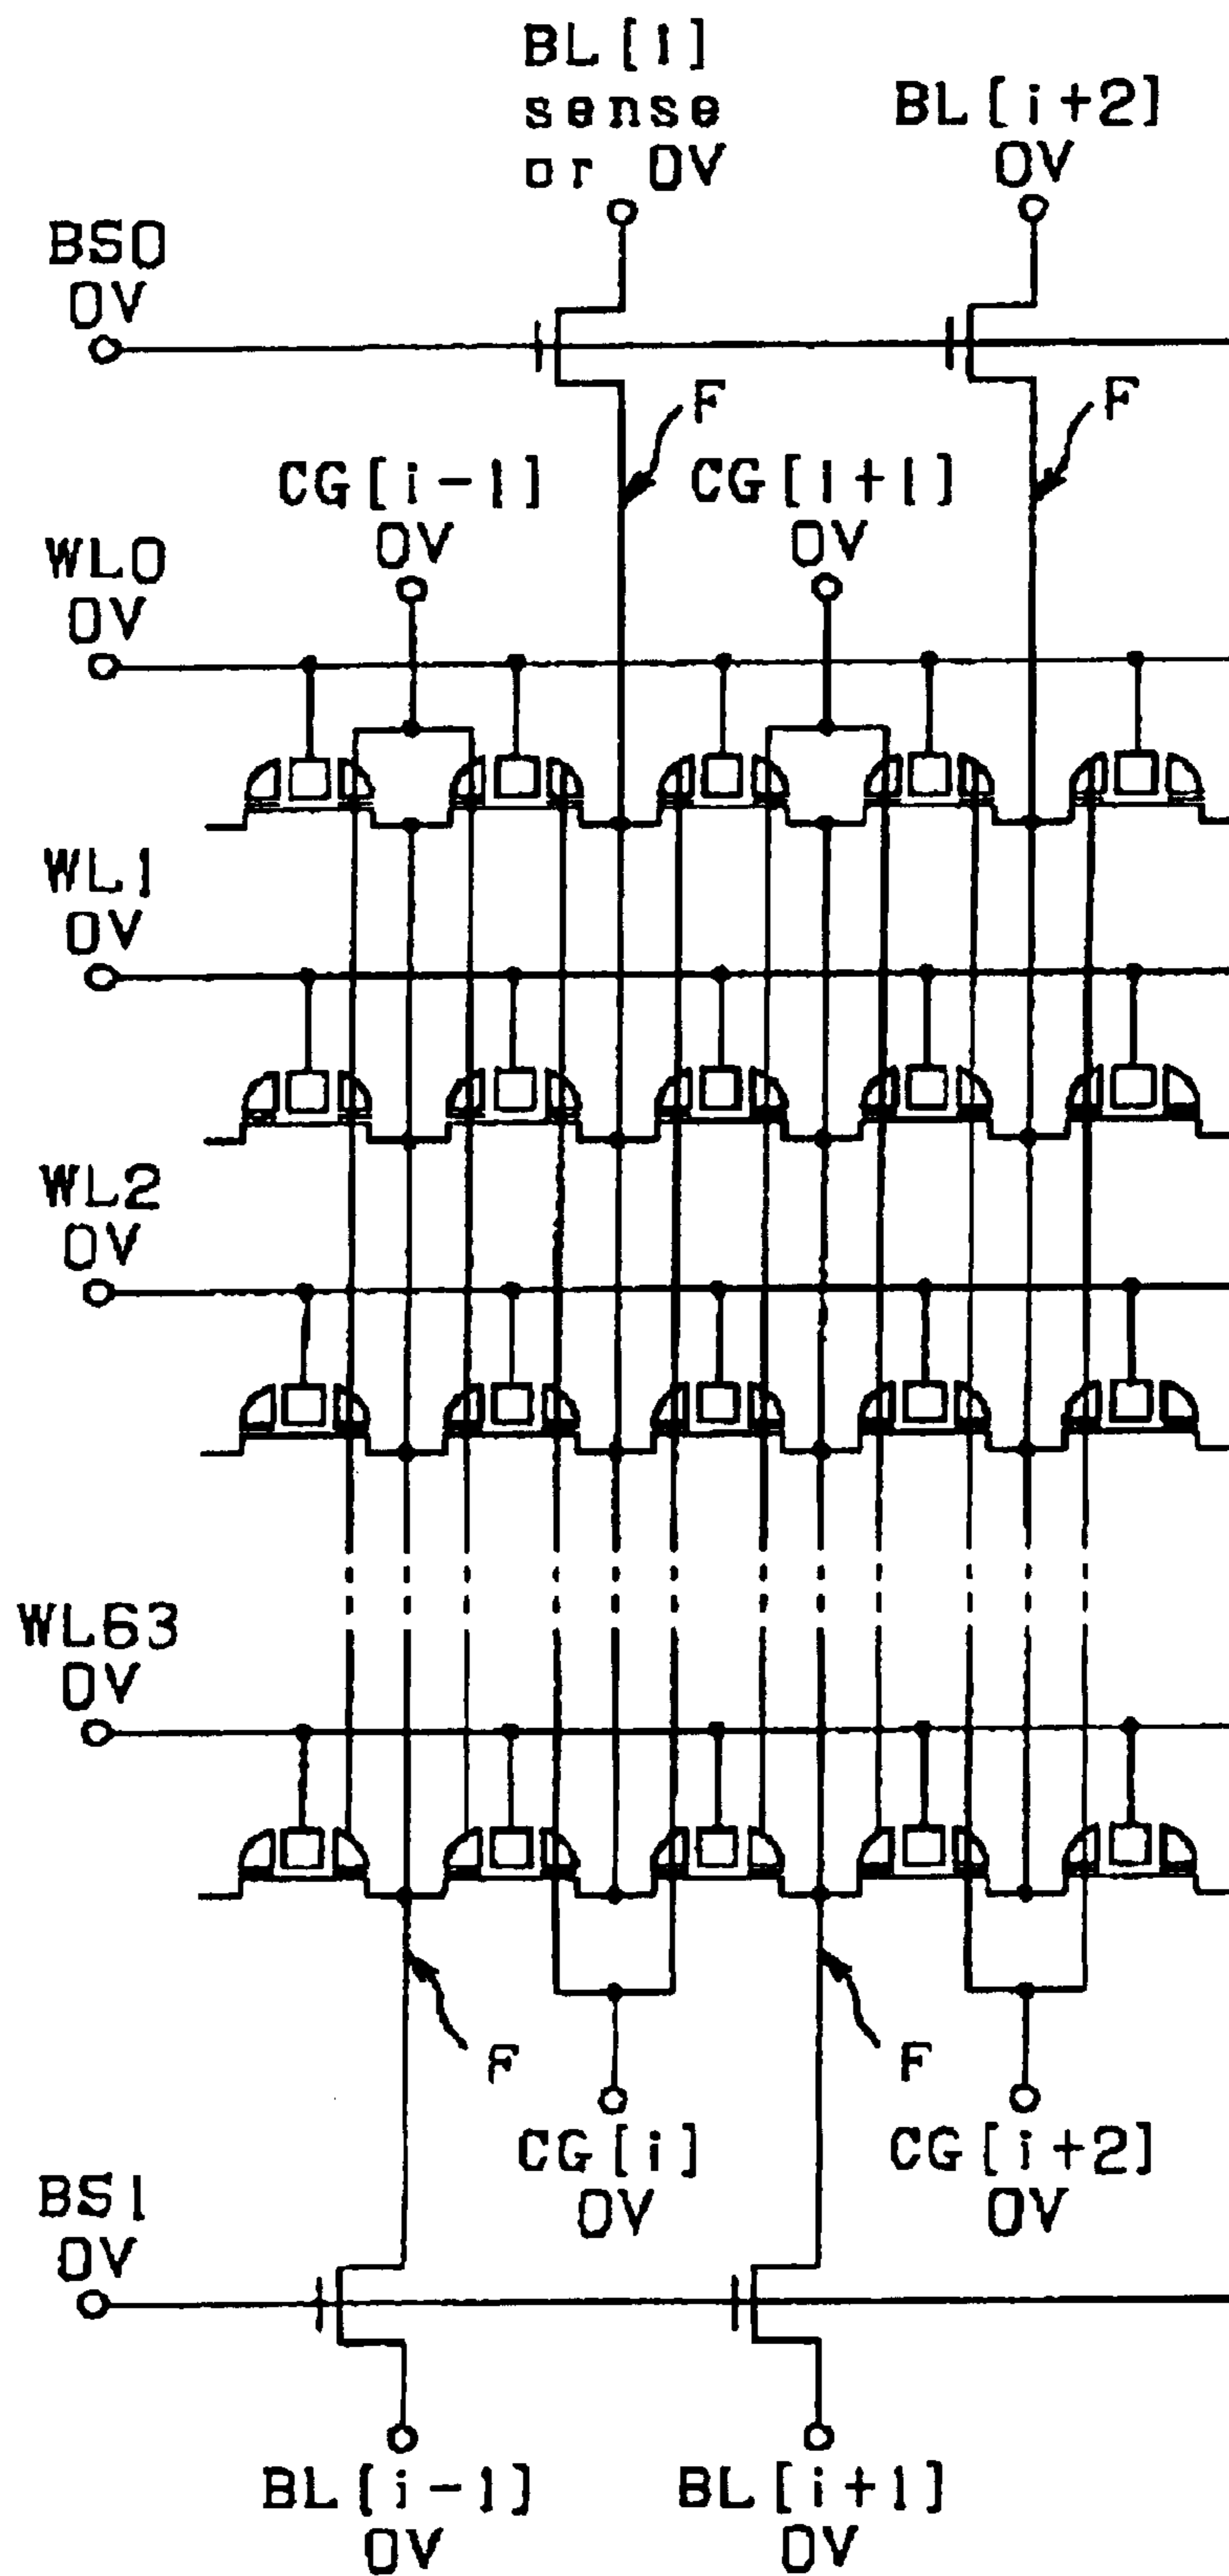 BL[i]
sense
or 0V
BL[i+2]
0V
BS0
0V
F
F
CG[i-1]
0V
CG[i+1]
0V
WL0
0V
WL1
0V
WL2
0V
WL63
0V
F
F
CG[i]
0V
CG[i+2]
0V
BS1
0V
BL[i-1]
0V
BL[i+1]
0V